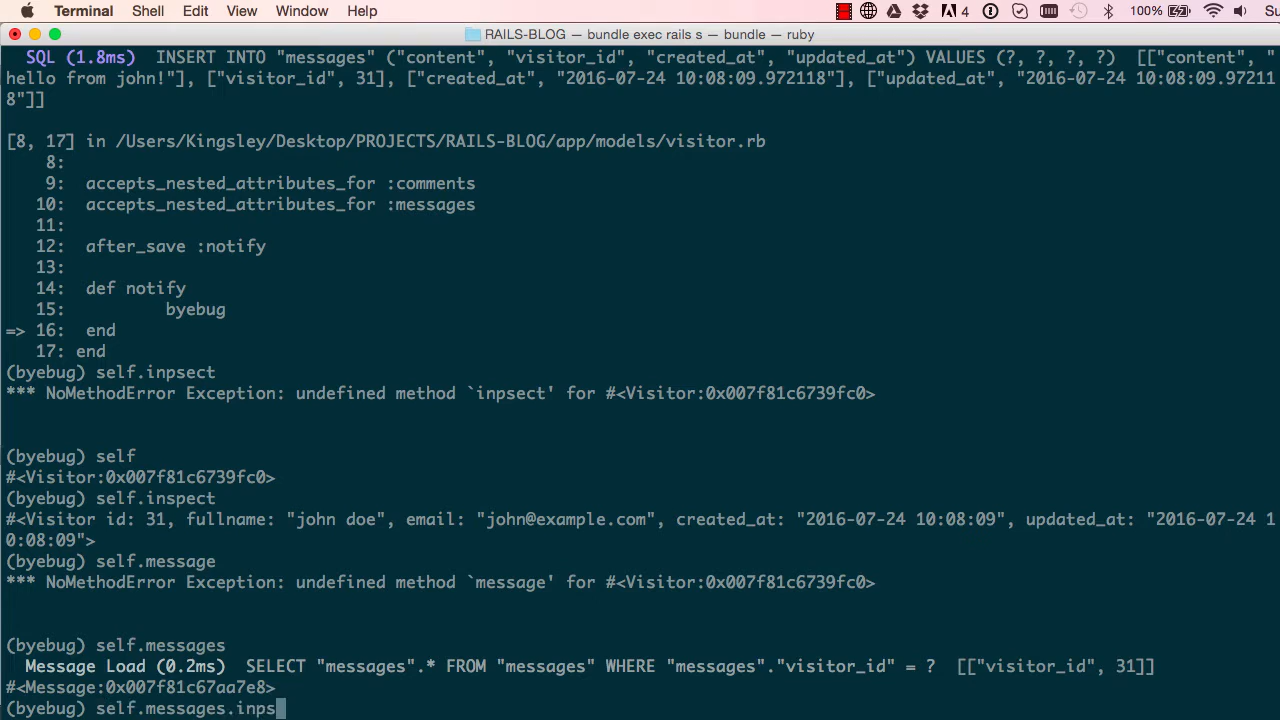 Terminal Shell Edit View Window Help 4 100% Su
RAILS-BLOG — bundle exec rails s — bundle — ruby
SQL (1.8ms) INSERT INTO "messages" ("content", "visitor_id", "created_at", "updated_at") VALUES (?, ?, ?, ?) [["content", "
hello from john!"], ["visitor_id", 31], ["created_at", "2016-07-24 10:08:09.972118"], ["updated_at", "2016-07-24 10:08:09.97211
8"]]
[8, 17] in /Users/Kingsley/Desktop/PROJECTS/RAILS-BLOG/app/models/visitor.rb
8:
9: accepts_nested_attributes_for :comments
10: accepts_nested_attributes_for :messages
11:
12: after_save :notify
13:
14: def notify
15: byebug
=> 16: end
17: end
(byebug) self.inpsect
*** NoMethodError Exception: undefined method `inpsect' for #<Visitor:0x007f81c6739fc0>
(byebug) self
#<Visitor:0x007f81c6739fc0>
(byebug) self.inspect
#<Visitor id: 31, fullname: "john doe", email: "john@example.com", created_at: "2016-07-24 10:08:09", updated_at: "2016-07-24 1
0:08:09">
(byebug) self.message
*** NoMethodError Exception: undefined method `message' for #<Visitor:0x007f81c6739fc0>
(byebug) self.messages
Message Load (0.2ms) SELECT "messages".* FROM "messages" WHERE "messages"."visitor_id" = ? [["visitor_id", 31]]
#<Message:0x007f81c67aa7e8>
(byebug) self.messages.inps